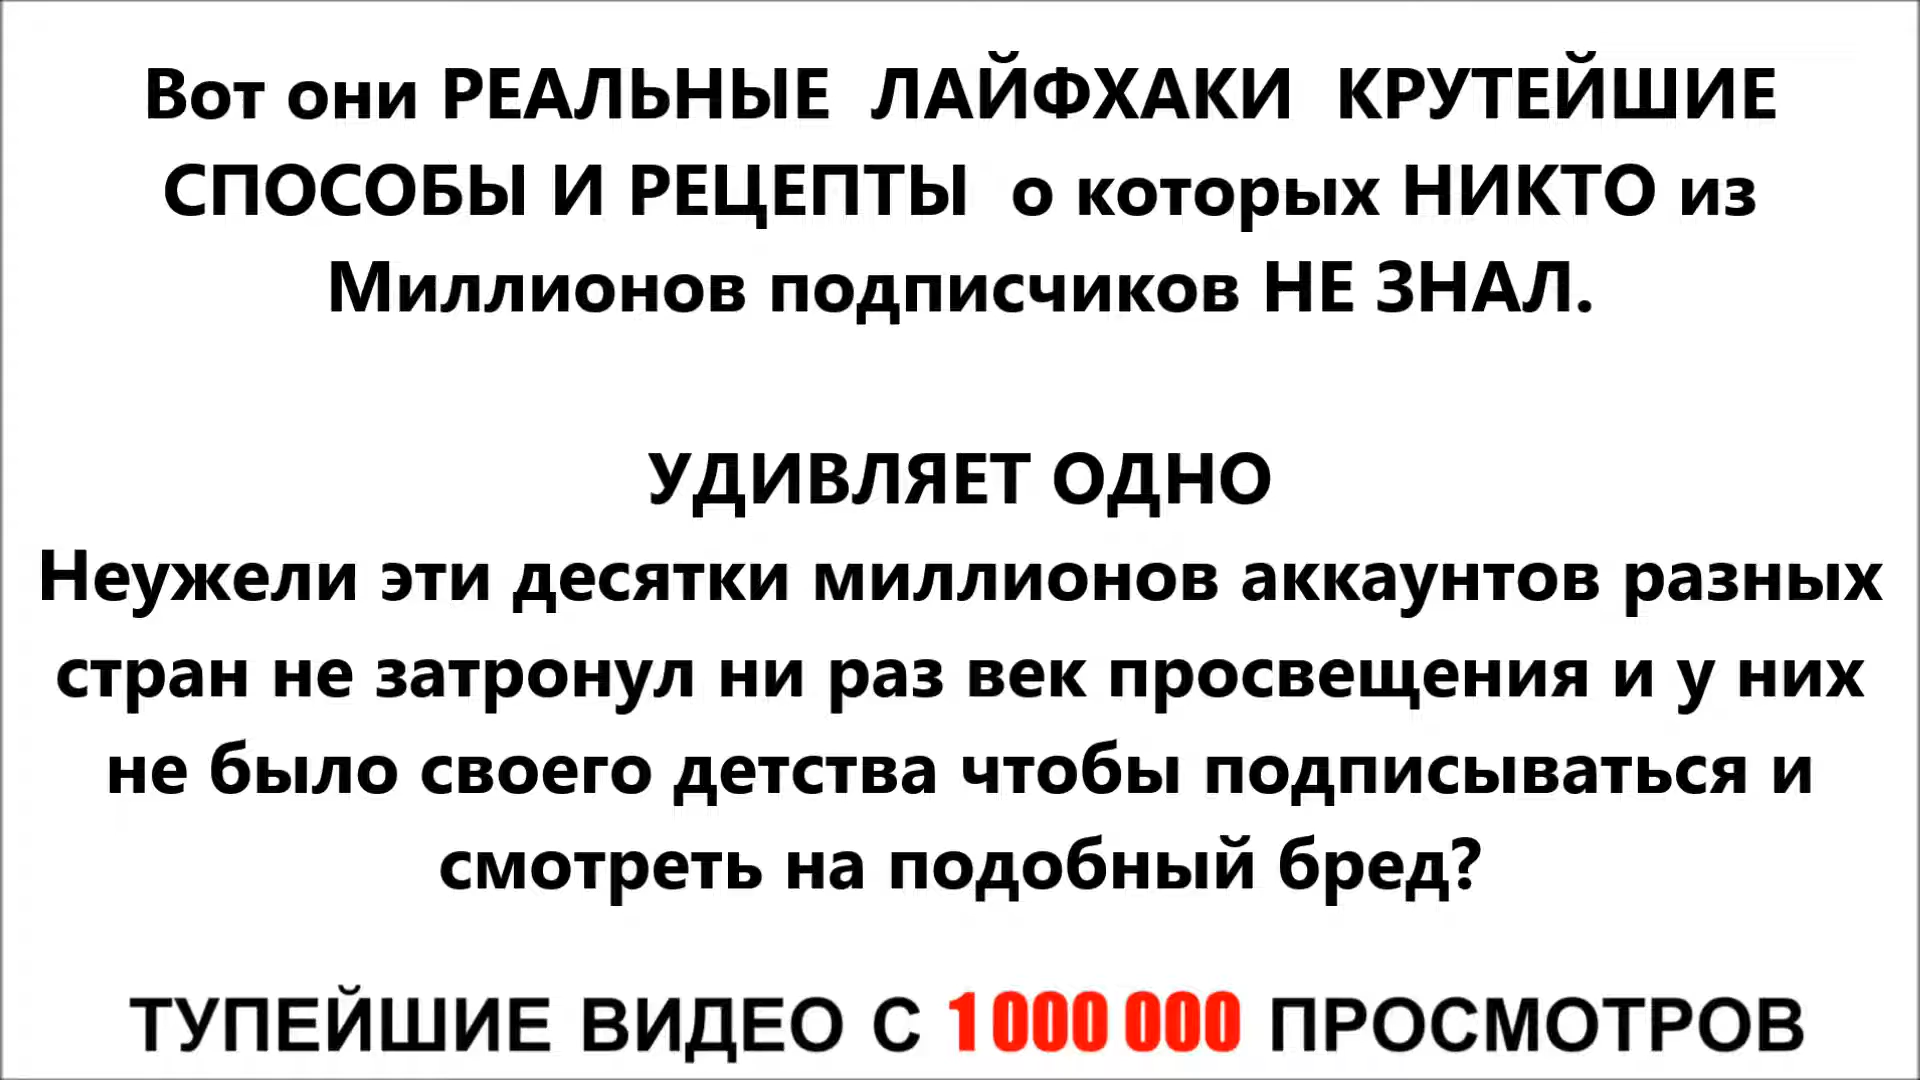 Вот они РЕАЛЬНЫЕ ЛАЙФХАКИ КРУТЕЙШИЕ
СПОСОБЫ И РЕЦЕПТЫ о которых НИКТО из
Миллионов подписчиков НЕ ЗНАЛ.
УДИВЛЯЕТ ОДНО
Неужели эти десятки миллионов аккаунтов разных
стран не затронул ни раз век просвещения и у них
не было своего детства чтобы подписываться и
смотреть на подобный бред?
ТУПЕЙШИЕ ВИДЕО С 1 000 000 ПРОСМОТРОВ